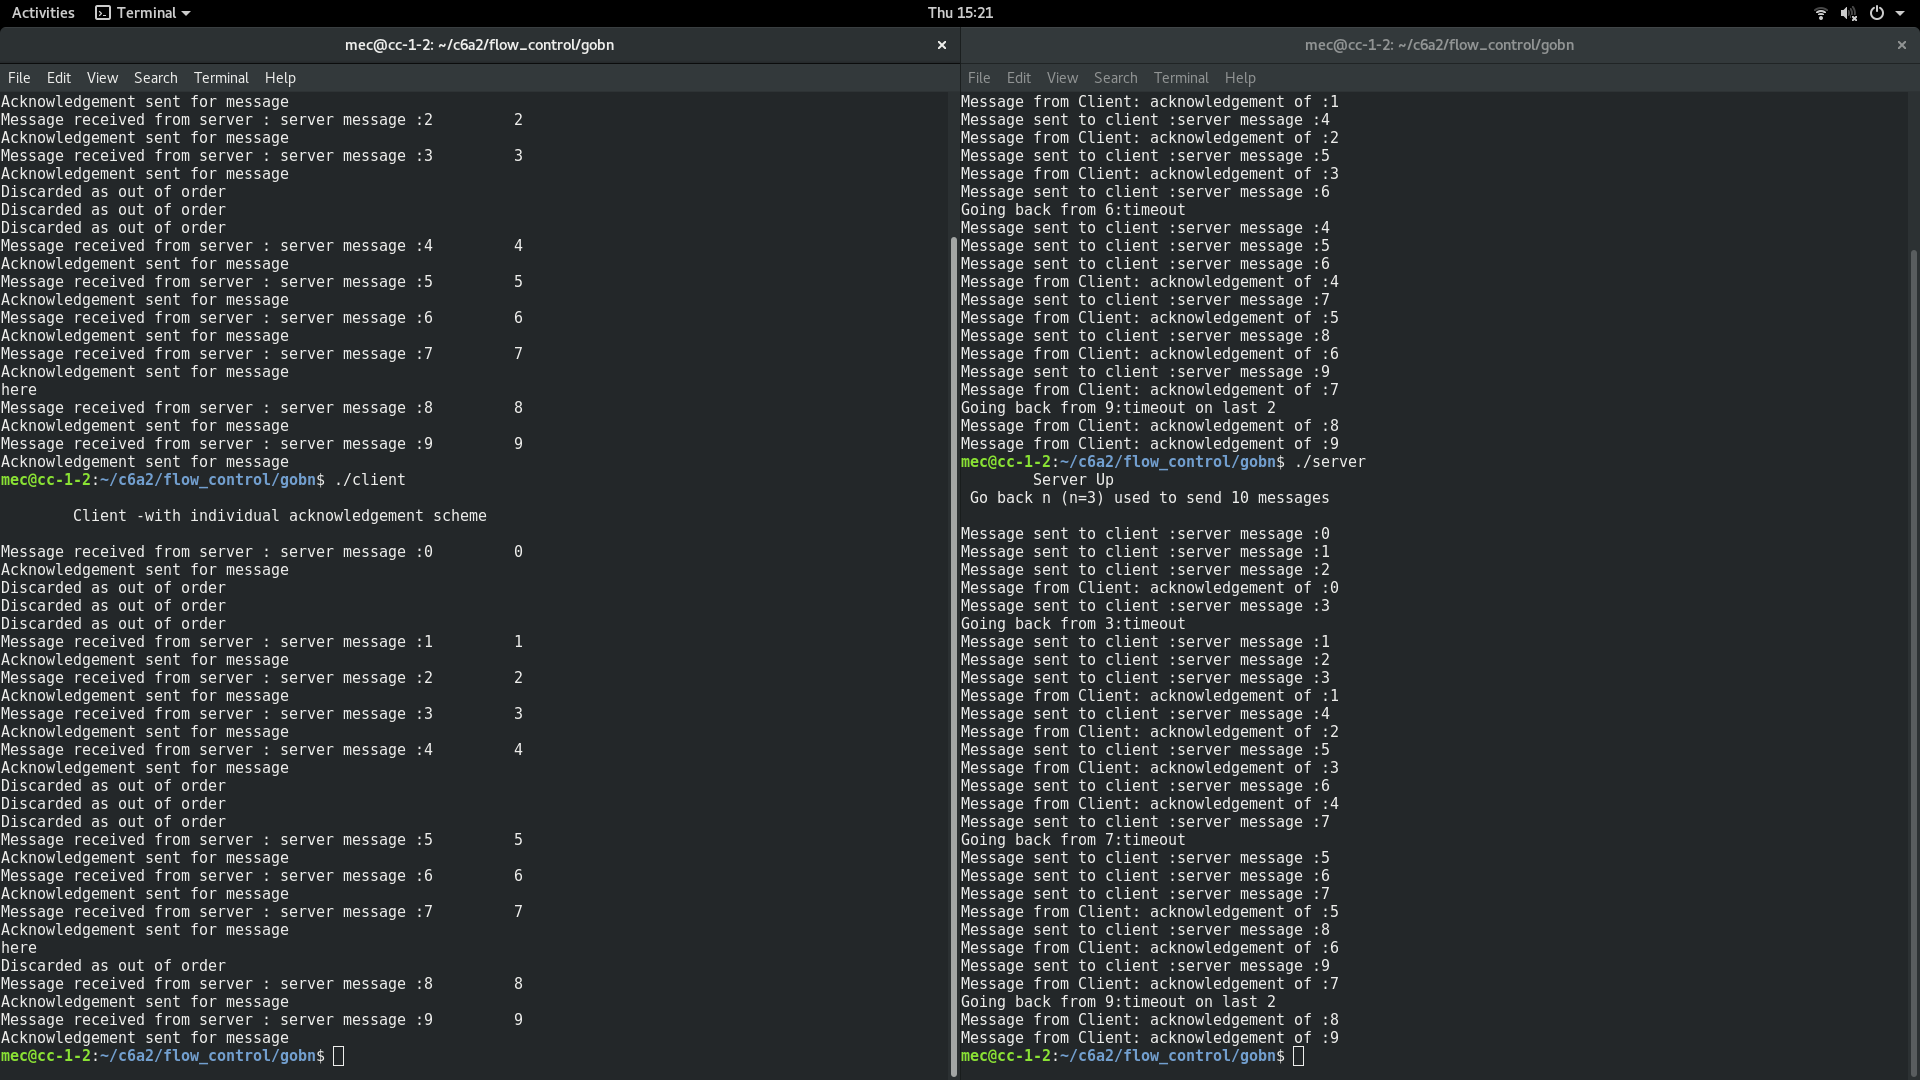 Activities Terminal Thu 15:21
mec@cc-1-2: ~/c6a2/flow_control/gobn ×
File Edit View Search Terminal Help
Acknowledgement sent for message
Message received from server : server message :2 2
Acknowledgement sent for message
Message received from server : server message :3 3
Acknowledgement sent for message
Discarded as out of order
Discarded as out of order
Discarded as out of order
Message received from server : server message :4 4
Acknowledgement sent for message
Message received from server : server message :5 5
Acknowledgement sent for message
Message received from server : server message :6 6
Acknowledgement sent for message
Message received from server : server message :7 7
Acknowledgement sent for message
here
Message received from server : server message :8 8
Acknowledgement sent for message
Message received from server : server message :9 9
Acknowledgement sent for message
mec@cc-1-2:~/c6a2/flow_control/gobn$ ./client
Client -with individual acknowledgement scheme
Message received from server : server message :0 0
Acknowledgement sent for message
Discarded as out of order
Discarded as out of order
Discarded as out of order
Message received from server : server message :1 1
Acknowledgement sent for message
Message received from server : server message :2 2
Acknowledgement sent for message
Message received from server : server message :3 3
Acknowledgement sent for message
Message received from server : server message :4 4
Acknowledgement sent for message
Discarded as out of order
Discarded as out of order
Discarded as out of order
Message received from server : server message :5 5
Acknowledgement sent for message
Message received from server : server message :6 6
Acknowledgement sent for message
Message received from server : server message :7 7
Acknowledgement sent for message
here
Discarded as out of order
Message received from server : server message :8 8
Acknowledgement sent for message
Message received from server : server message :9 9
Acknowledgement sent for message
mec@cc-1-2:~/c6a2/flow_control/gobn$
mec@cc-1-2: ~/c6a2/flow_control/gobn ×
File Edit View Search Terminal Help
Message from Client: acknowledgement of :1
Message sent to client :server message :4
Message from Client: acknowledgement of :2
Message sent to client :server message :5
Message from Client: acknowledgement of :3
Message sent to client :server message :6
Going back from 6:timeout
Message sent to client :server message :4
Message sent to client :server message :5
Message sent to client :server message :6
Message from Client: acknowledgement of :4
Message sent to client :server message :7
Message from Client: acknowledgement of :5
Message sent to client :server message :8
Message from Client: acknowledgement of :6
Message sent to client :server message :9
Message from Client: acknowledgement of :7
Going back from 9:timeout on last 2
Message from Client: acknowledgement of :8
Message from Client: acknowledgement of :9
mec@cc-1-2:~/c6a2/flow_control/gobn$ ./server
Server Up
Go back n (n=3) used to send 10 messages
Message sent to client :server message :0
Message sent to client :server message :1
Message sent to client :server message :2
Message from Client: acknowledgement of :0
Message sent to client :server message :3
Going back from 3:timeout
Message sent to client :server message :1
Message sent to client :server message :2
Message sent to client :server message :3
Message from Client: acknowledgement of :1
Message sent to client :server message :4
Message from Client: acknowledgement of :2
Message sent to client :server message :5
Message from Client: acknowledgement of :3
Message sent to client :server message :6
Message from Client: acknowledgement of :4
Message sent to client :server message :7
Going back from 7:timeout
Message sent to client :server message :5
Message sent to client :server message :6
Message sent to client :server message :7
Message from Client: acknowledgement of :5
Message sent to client :server message :8
Message from Client: acknowledgement of :6
Message sent to client :server message :9
Message from Client: acknowledgement of :7
Going back from 9:timeout on last 2
Message from Client: acknowledgement of :8
Message from Client: acknowledgement of :9
mec@cc-1-2:~/c6a2/flow_control/gobn$